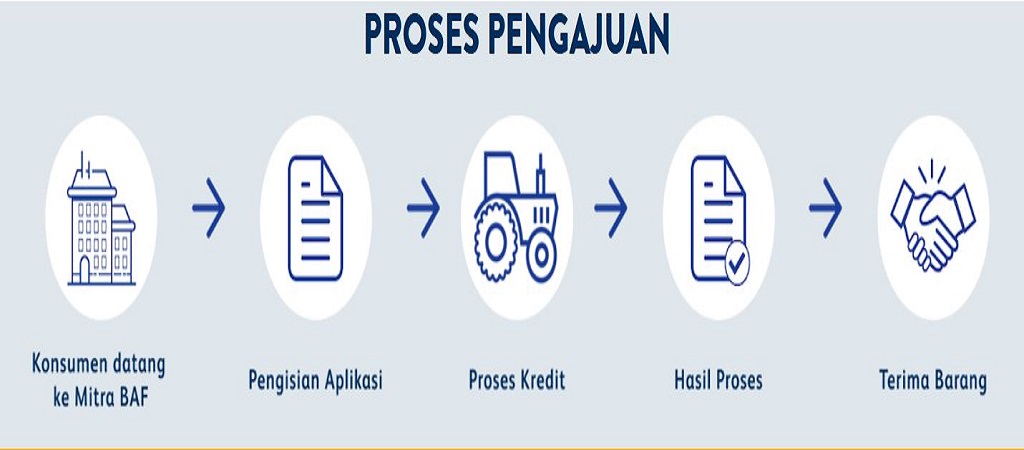 PROSES PENGAJUAN
Konsumen datang
ke Mitra BAF
Pengisian Aplikasi
Proses Kredit
Hasil Proses
Terima Barang